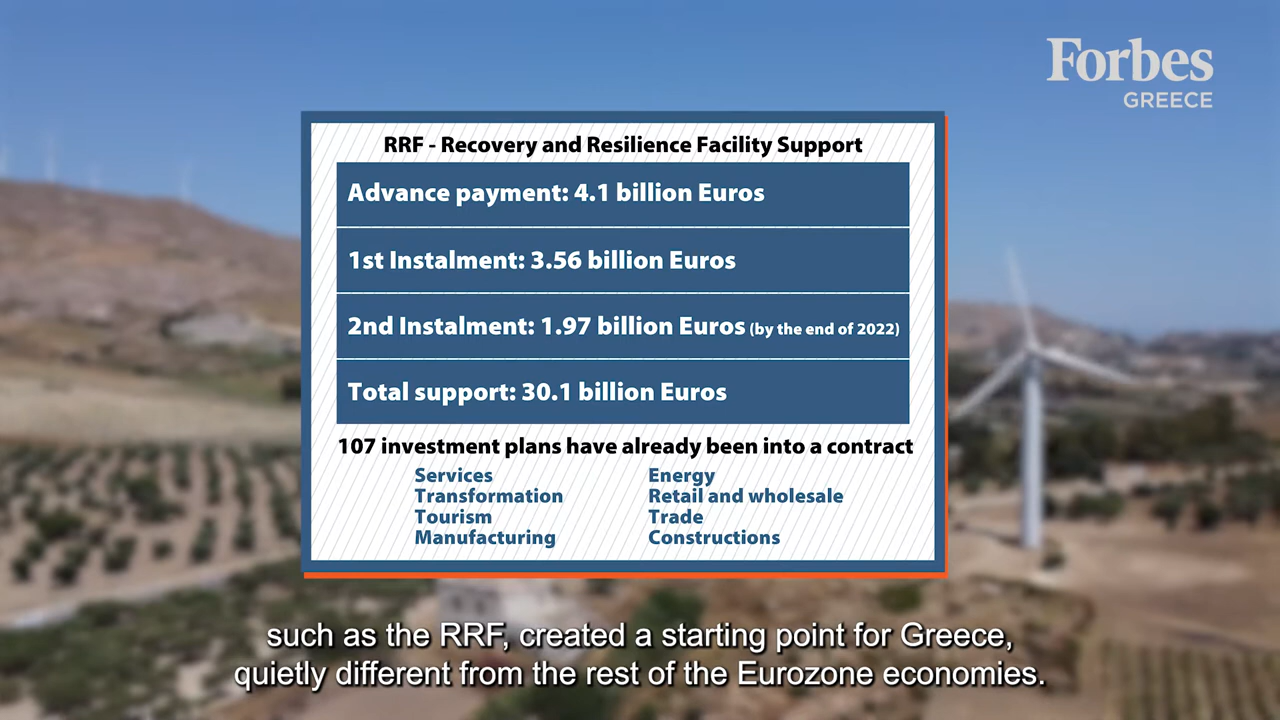 Forbes
GREECE
RRF - Recovery and Resilience Facility Support
Advance payment: 4.1 billion Euros
1st Instalment: 3.56 billion Euros
2nd Instalment: 1.97 billion Euros (by the end of 2022)
Total support: 30.1 billion Euros
107 investment plans have already been into a contract
Services
Transformation
Tourism
Manufacturing
Energy
Retail and wholesale
Trade
Constructions
such as the RRF, created a starting point for Greece,
quietly different from the rest of the Eurozone economies.